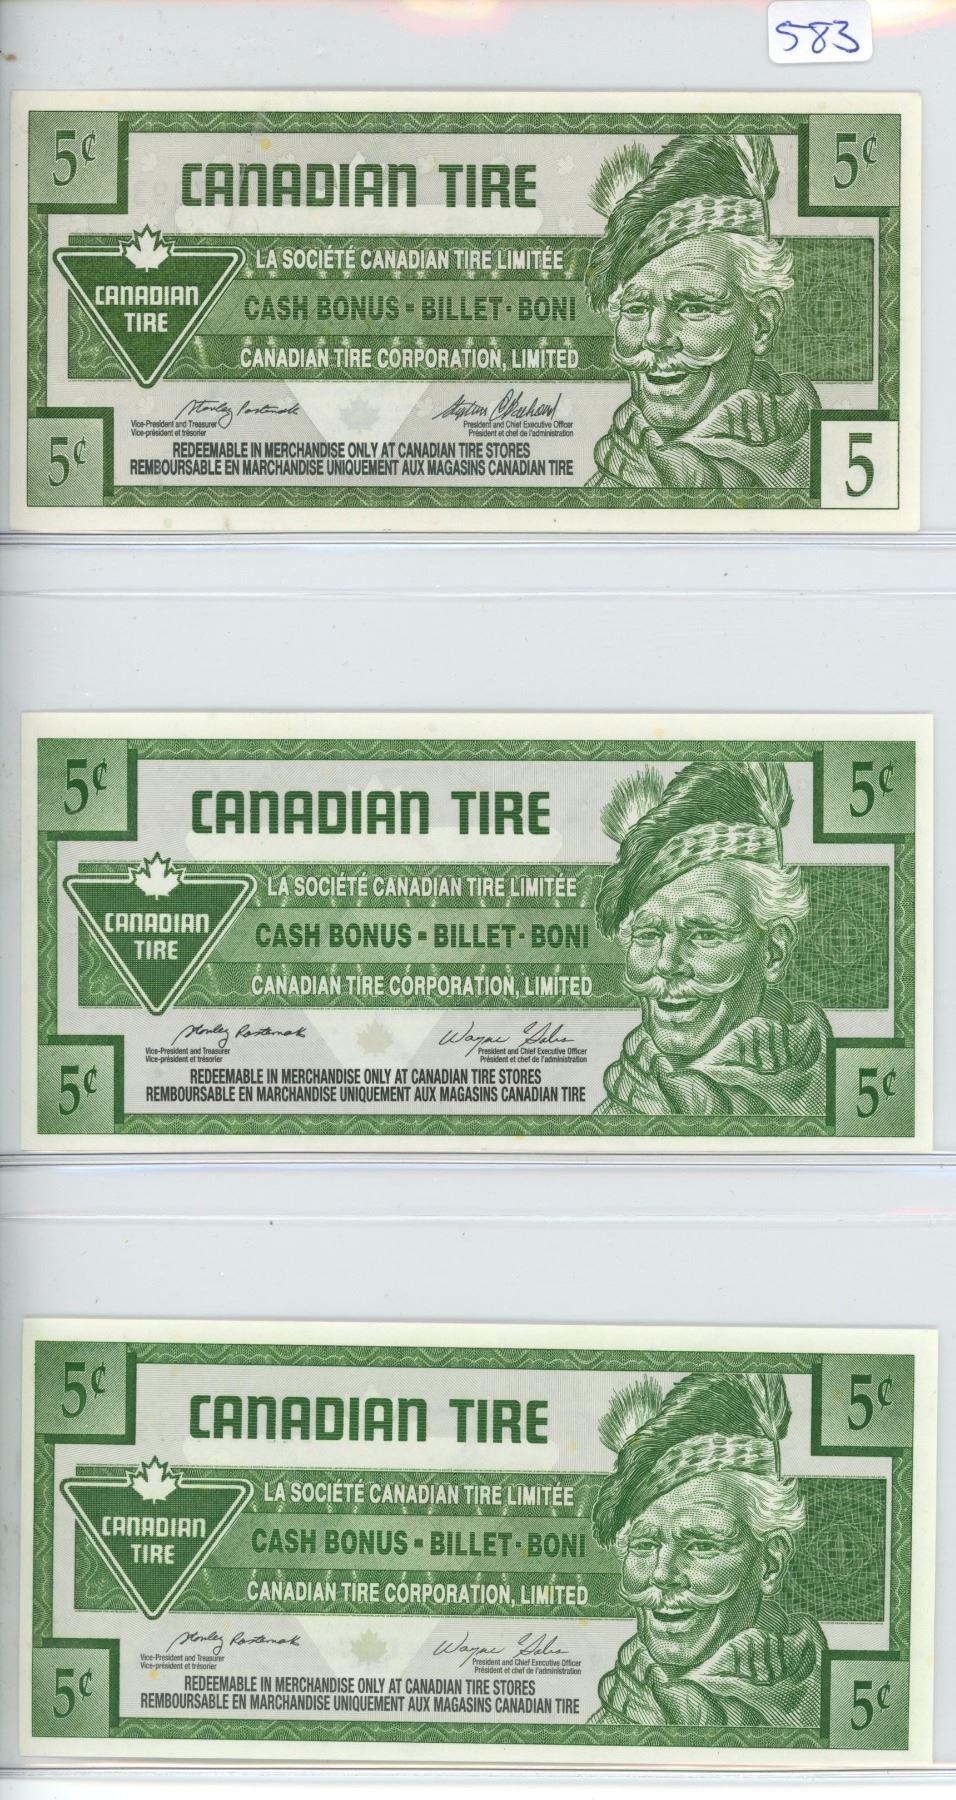 583
5¢ 5¢
CANADIAN TIRE
LA SOCIÉTÉ CANADIAN TIRE LIMITÉE
CANADIAN
TIRE
CASH BONUS - BILLET · BONI
CANADIAN TIRE CORPORATION, LIMITED
Vice-President and Treasurer President and Chief Executive Officer
Vice-président et trésorier Président et chef de l'administration
REDEEMABLE IN MERCHANDISE ONLY AT CANADIAN TIRE STORES
REMBOURSABLE EN MARCHANDISE UNIQUEMENT AUX MAGASINS CANADIAN TIRE
5¢ 5
5¢ 5¢
CANADIAN TIRE
LA SOCIÉTÉ CANADIAN TIRE LIMITÉE
CANADIAN
TIRE
CASH BONUS - BILLET · BONI
CANADIAN TIRE CORPORATION, LIMITED
Vice-President and Treasurer President and Chief Executive Officer
Vice-président et trésorier Président et chef de l'administration
REDEEMABLE IN MERCHANDISE ONLY AT CANADIAN TIRE STORES
REMBOURSABLE EN MARCHANDISE UNIQUEMENT AUX MAGASINS CANADIAN TIRE
5¢ 5¢
5¢ 5¢
CANADIAN TIRE
LA SOCIÉTÉ CANADIAN TIRE LIMITÉE
CANADIAN
TIRE
CASH BONUS - BILLET · BONI
CANADIAN TIRE CORPORATION, LIMITED
Vice-President and Treasurer President and Chief Executive Officer
Vice-président et trésorier Président et chef de l'administration
REDEEMABLE IN MERCHANDISE ONLY AT CANADIAN TIRE STORES
REMBOURSABLE EN MARCHANDISE UNIQUEMENT AUX MAGASINS CANADIAN TIRE
5¢ 5¢